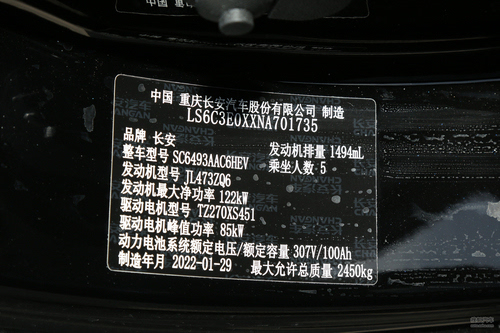 中国 重庆长安汽车股份有限公司 制造
LS6C3E0XXNA701735
品牌 长安
发动机排量 1494mL
整车型号 SC6493AAC6HEV
乘坐人数 5
发动机型号 JL473ZQ6
发动机最大净功率 122kW
驱动电机型号 TZ270XS451
驱动电机峰值功率 85kW
动力电池系统额定电压/额定容量 307V/100Ah
制造年月 2022-01-29
最大允许总质量 2450kg